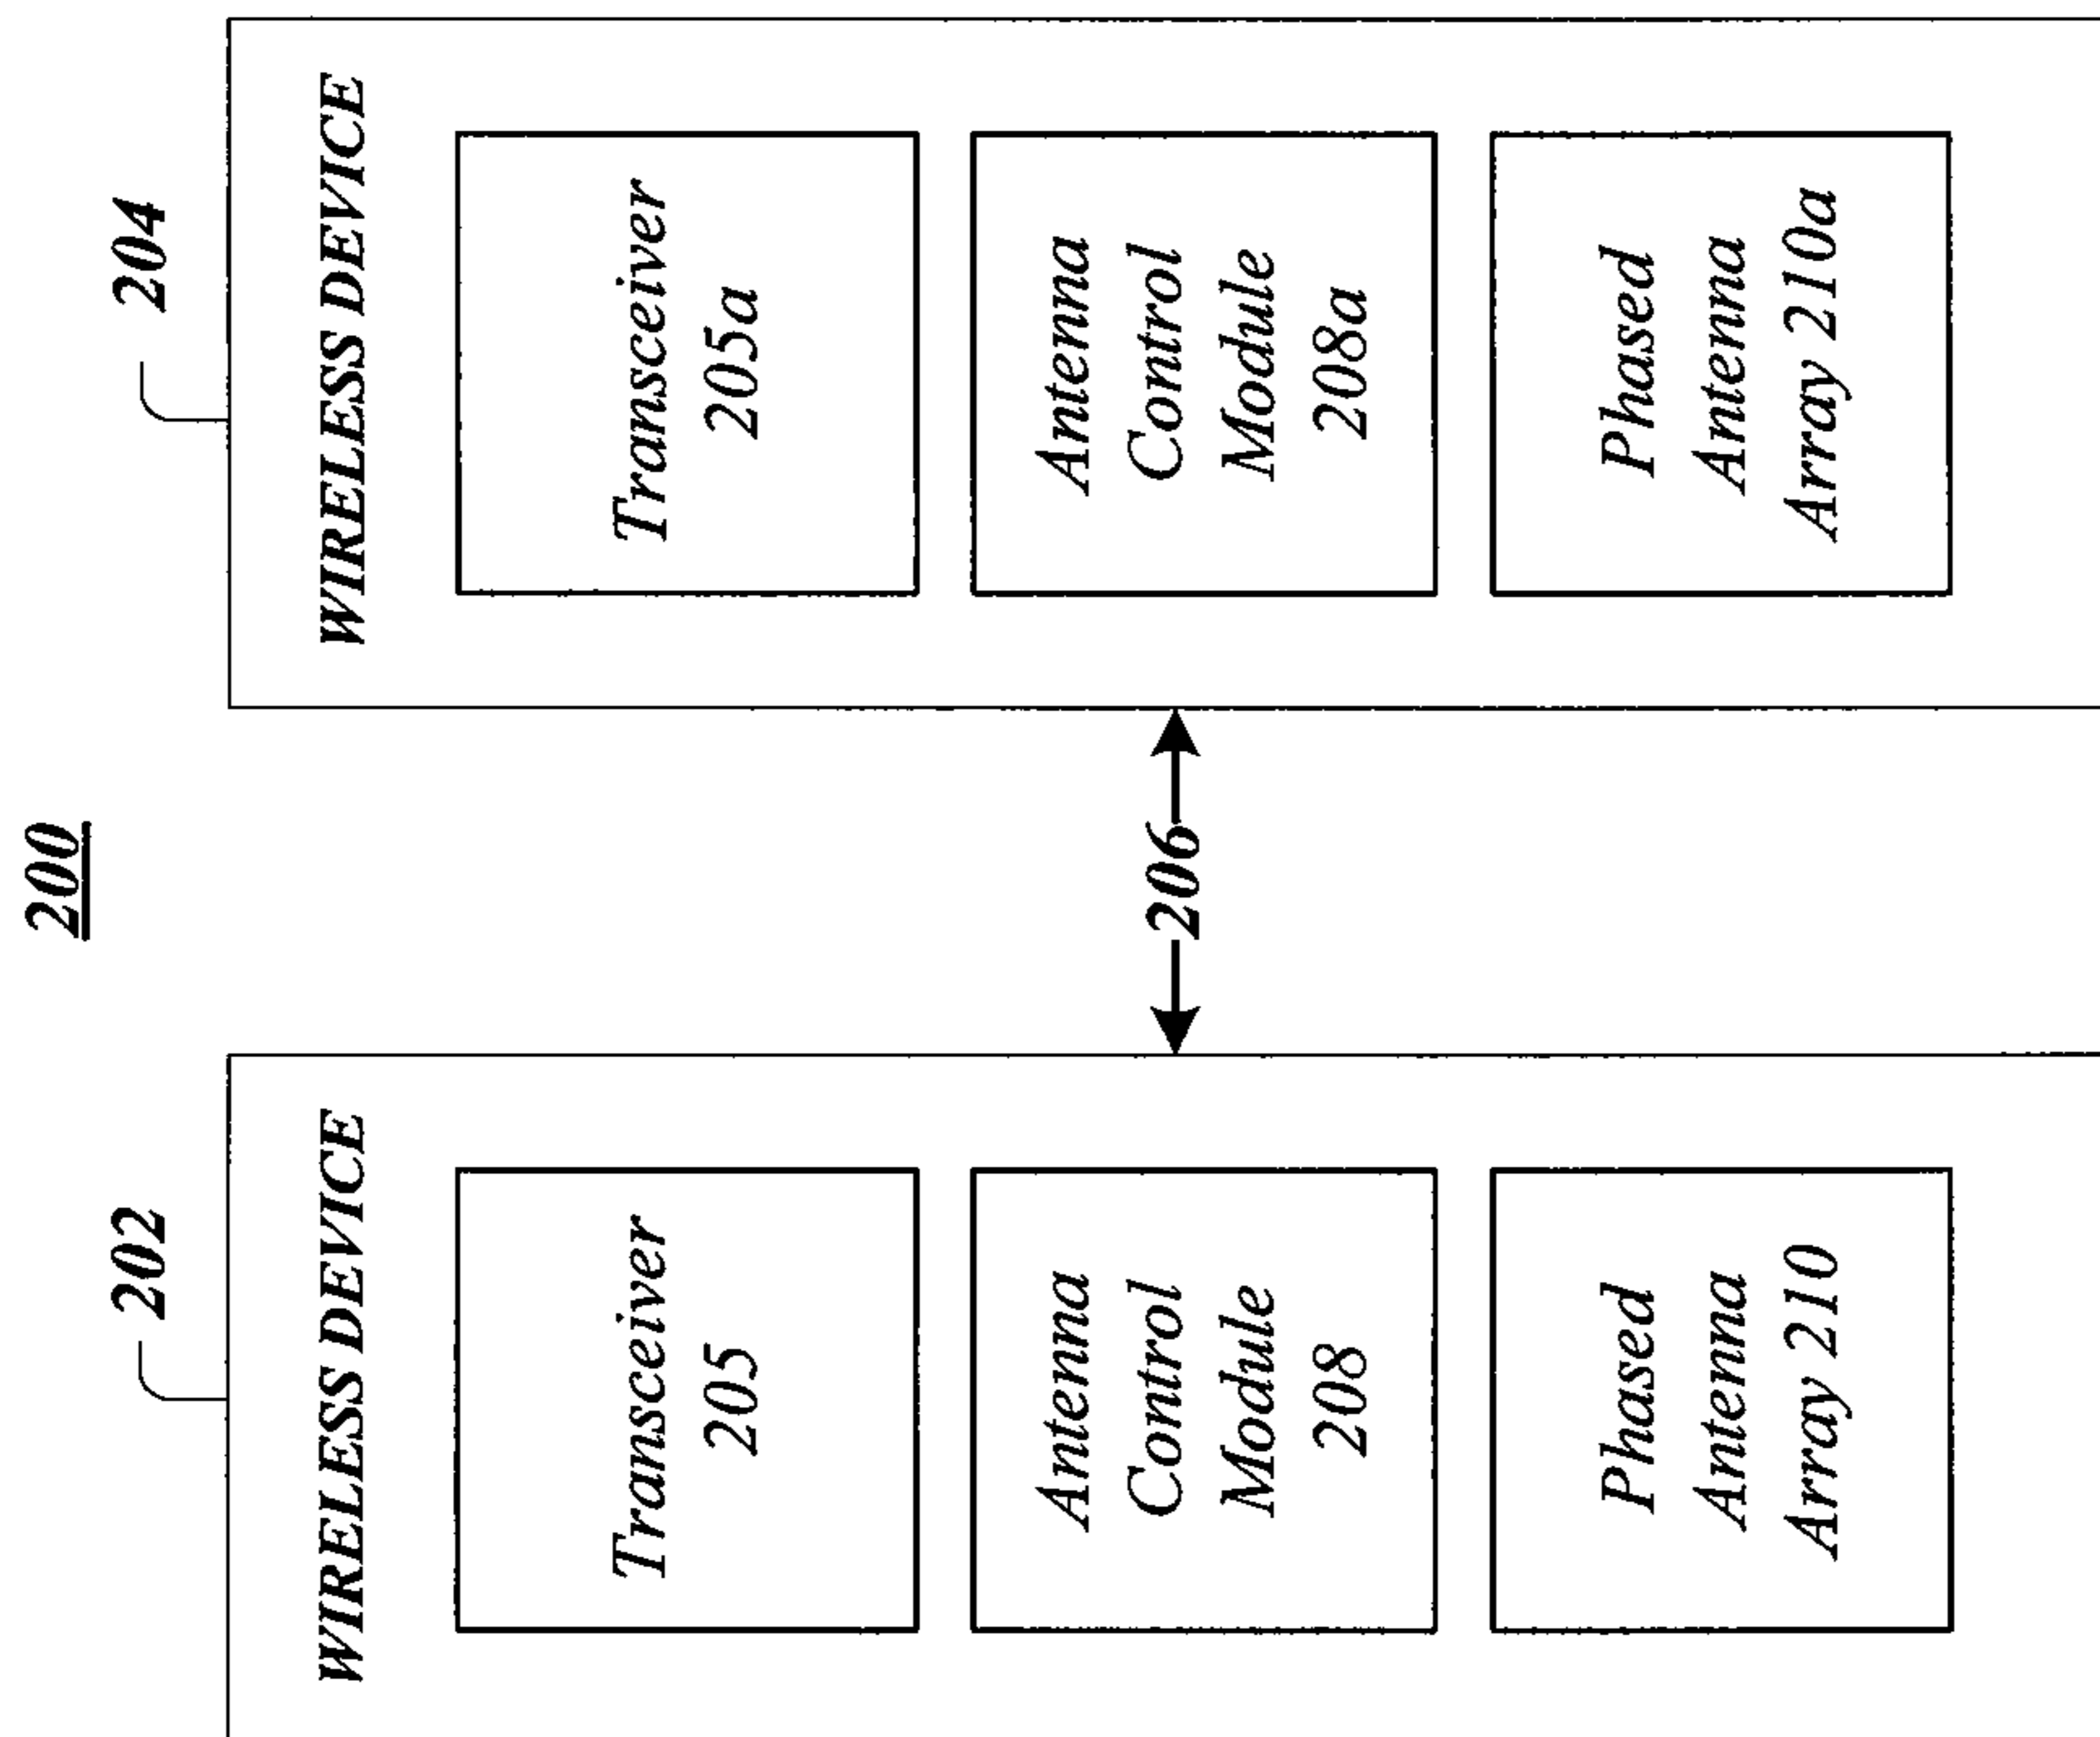 200
202
WIRELESS DEVICE
Transceiver
205
Antenna
Control
Module
208
Phased
Antenna
Array 210
206
204
WIRELESS DEVICE
Transceiver
205a
Antenna
Control
Module
208a
Phased
Antenna
Array 210a